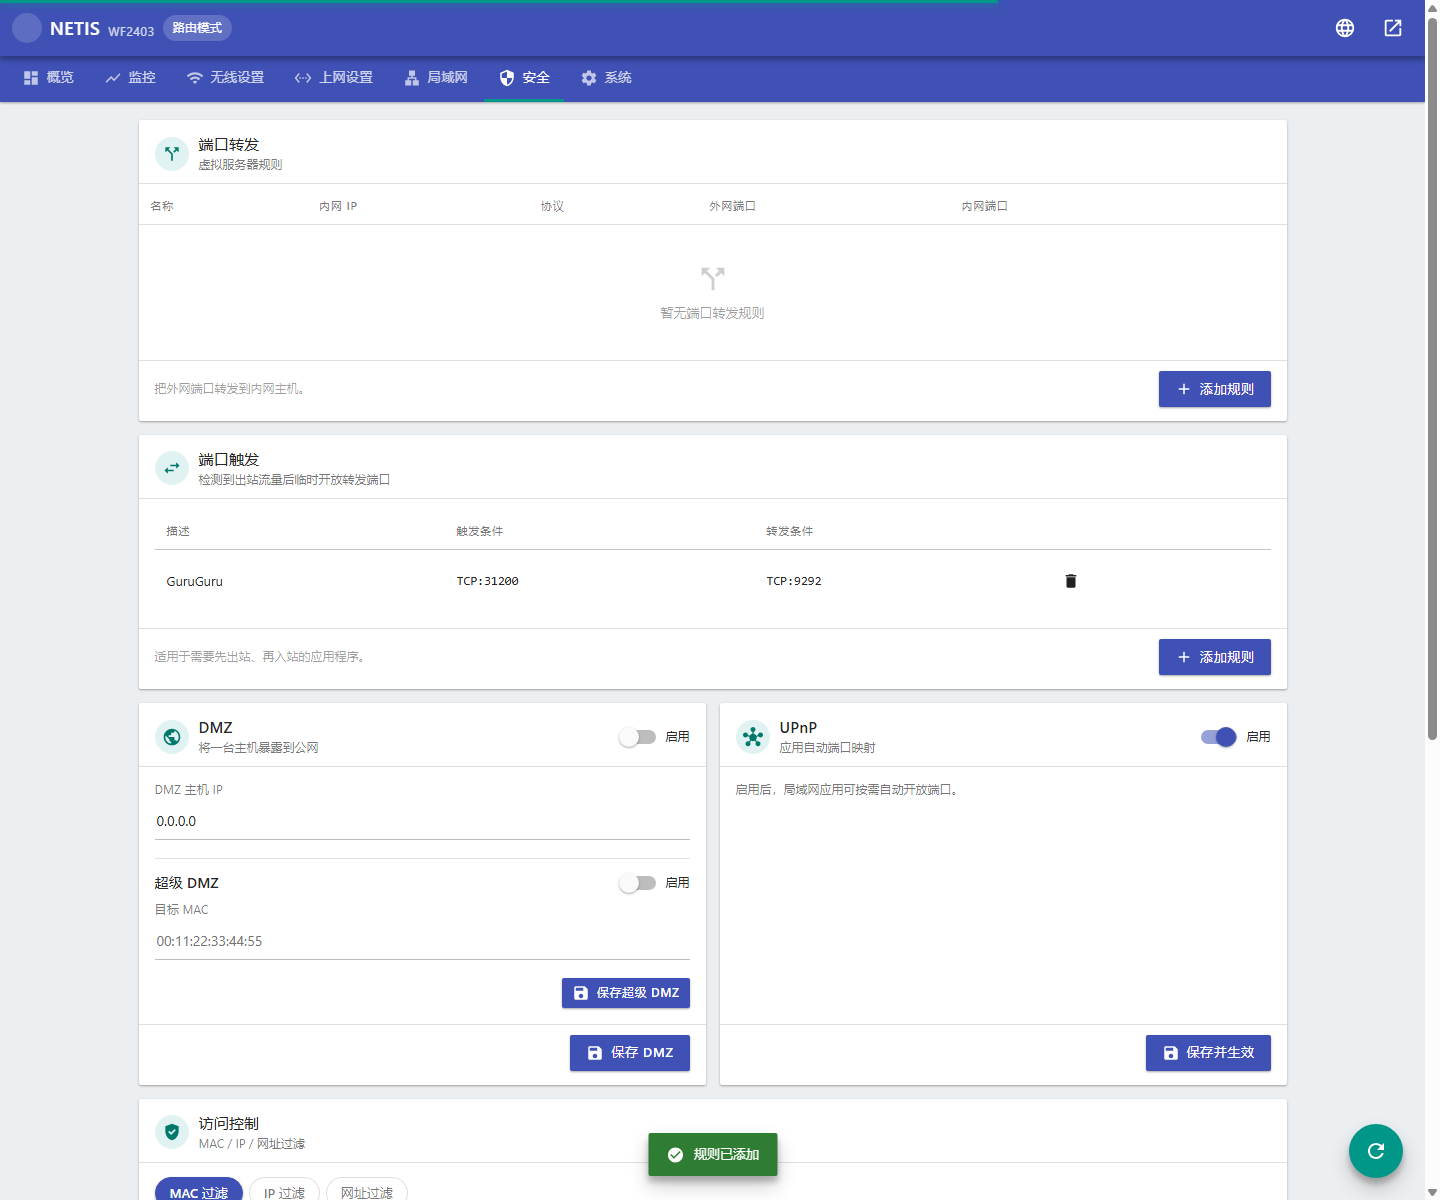 NETIS WF2403 路由模式
概览 监控 无线设置 上网设置 局域网 安全 系统
端口转发
虚拟服务器规则
名称 内网 IP 协议 外网端口 内网端口
暂无端口转发规则
把外网端口转发到内网主机。
添加规则
端口触发
检测到出站流量后临时开放转发端口
描述 触发条件 转发条件
GuruGuru TCP:31200 TCP:9292
适用于需要先出站、再入站的应用程序。
添加规则
DMZ
将一台主机暴露到公网
启用
DMZ 主机 IP
0.0.0.0
超级 DMZ
启用
目标 MAC
00:11:22:33:44:55
保存超级 DMZ
保存 DMZ
UPnP
应用自动端口映射
启用
启用后，局域网应用可按需自动开放端口。
保存并生效
访问控制
MAC / IP / 网址过滤
MAC 过滤 IP 过滤 网址过滤
规则已添加